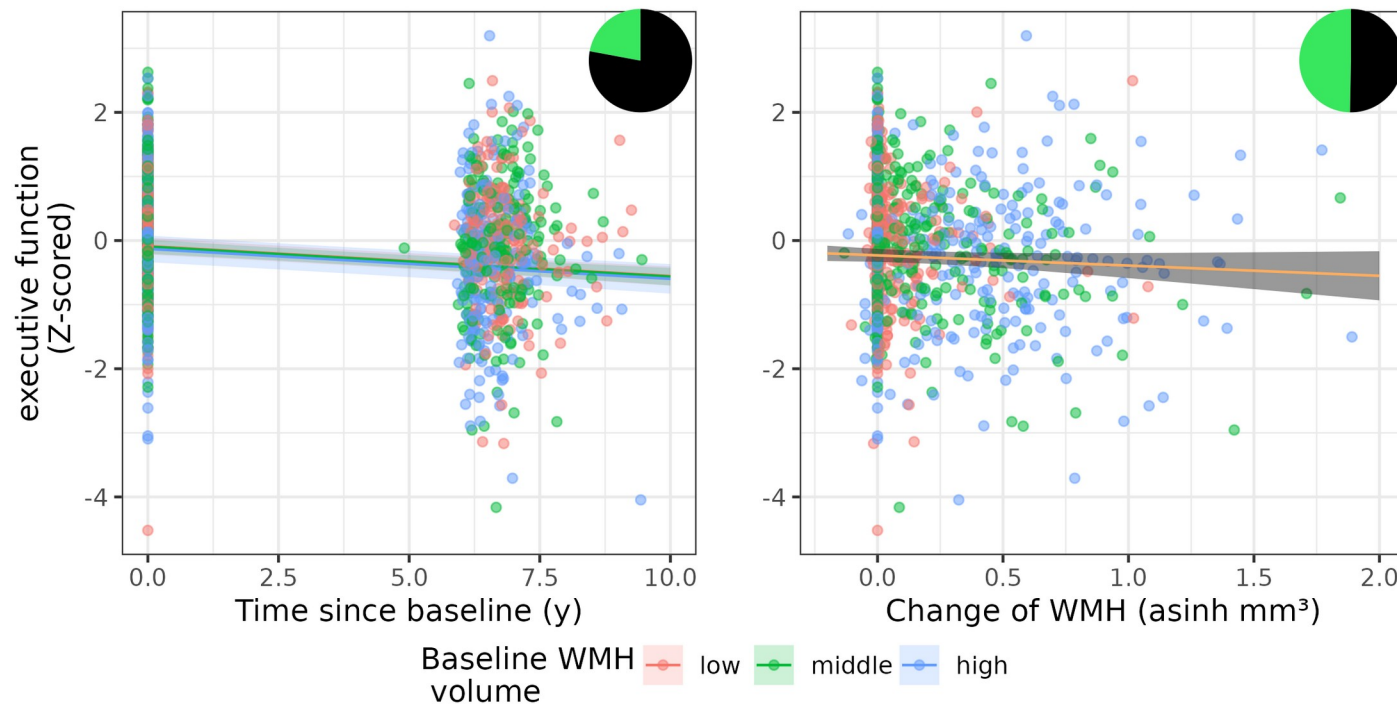 executive function
(Z-scored)
2
0
-2
-4
0.0 2.5 5.0 7.5 10.0
Time since baseline (y)
2
0
-2
-4
0.0 0.5 1.0 1.5 2.0
Change of WMH (asinh mm³)
Baseline WMH
volume
low middle high